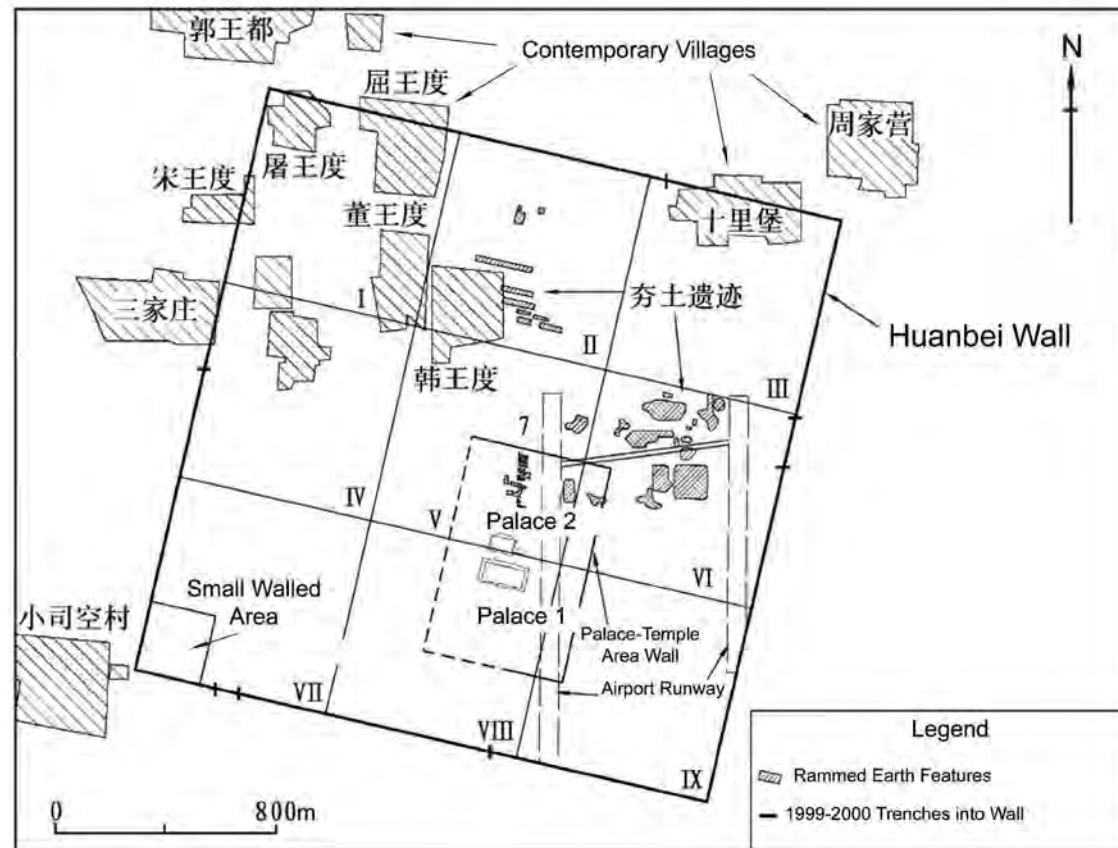 郭王都
Contemporary Villages
N
屈王度
周家营
屠王度
宋王度
十里堡
董王度
三家庄
I
夯土遗迹
Huanbei Wall
II
韩王度
III
7
IV
V
Palace 2
VI
Small Walled
Area
小司空村
Palace 1
Palace-Temple
Area Wall
Airport Runway
VII
VIII
IX
Legend
Rammed Earth Features
1999-2000 Trenches into Wall
0
800m